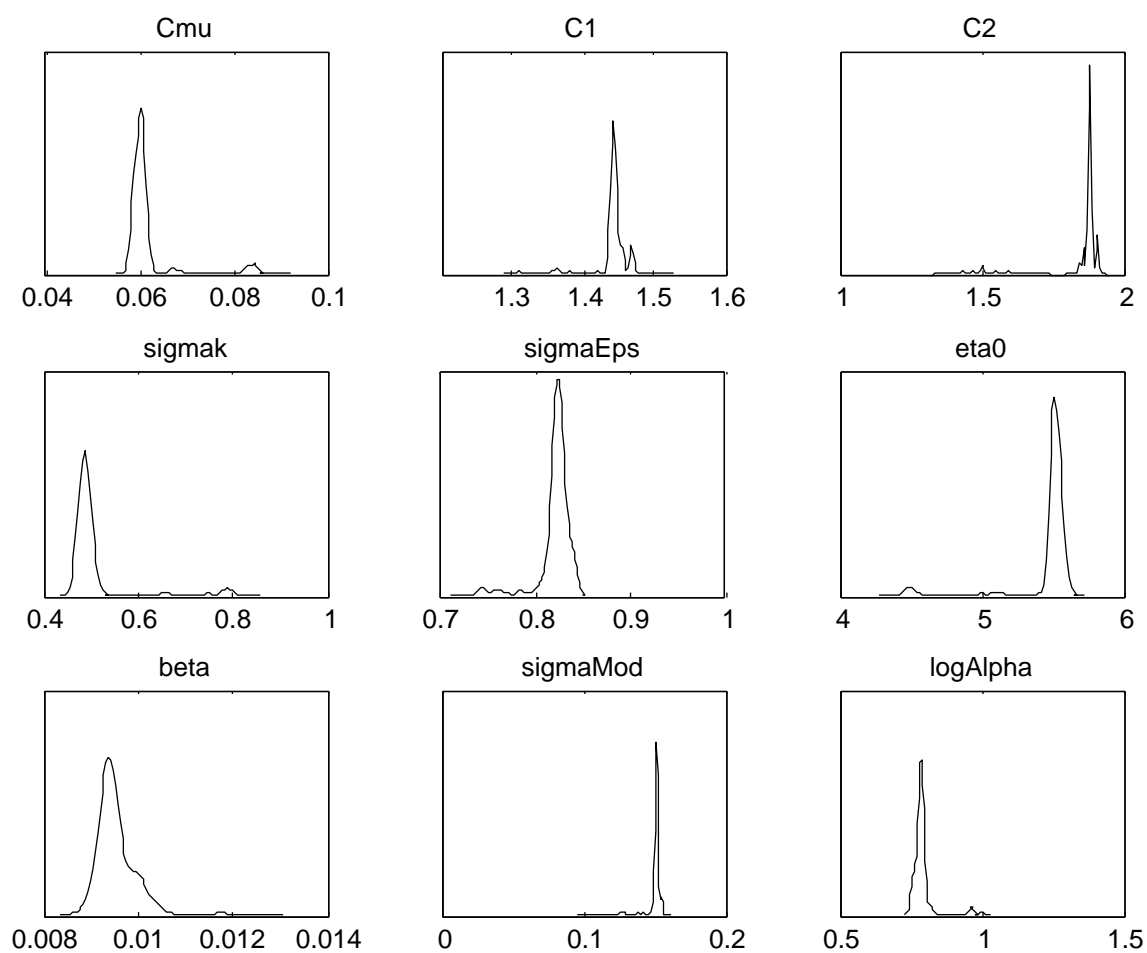 Cmu C1 C2
0.04 0.06 0.08 0.1 1.3 1.4 1.5 1.6 1 1.5 2
sigmak sigmaEps eta0
0.4 0.6 0.8 1 0.7 0.8 0.9 1 4 5 6
beta sigmaMod logAlpha
0.008 0.01 0.012 0.014 0 0.1 0.2 0.5 1 1.5